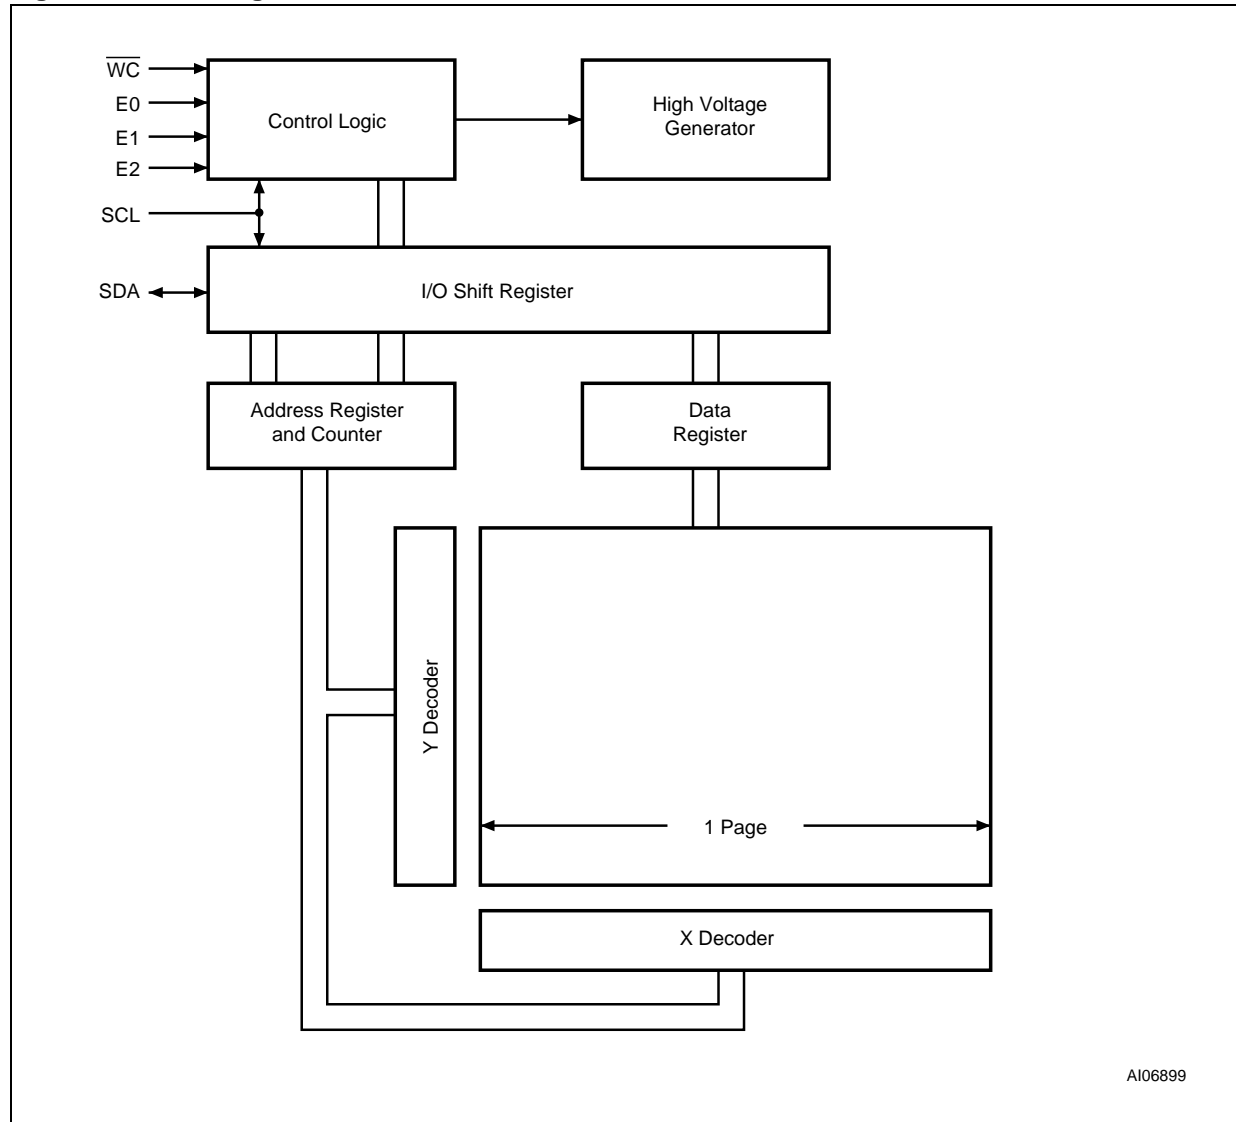 WC
E0
E1
E2
SCL
SDA
Control Logic
High Voltage
Generator
I/O Shift Register
Address Register
and Counter
Data
Register
Y Decoder
1 Page
X Decoder
AI06899